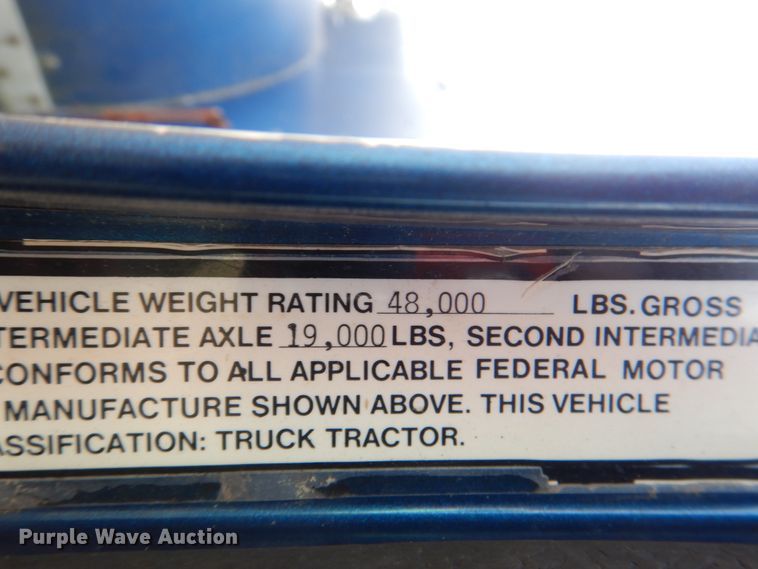 VEHICLE WEIGHT RATING 48,000 LBS. GROSS
TERMEDIATE AXLE 19,000 LBS, SECOND INTERMEDIA
CONFORMS TO ALL APPLICABLE FEDERAL MOTOR
MANUFACTURE SHOWN ABOVE. THIS VEHICLE
ASSIFICATION: TRUCK TRACTOR.
Purple Wave Auction